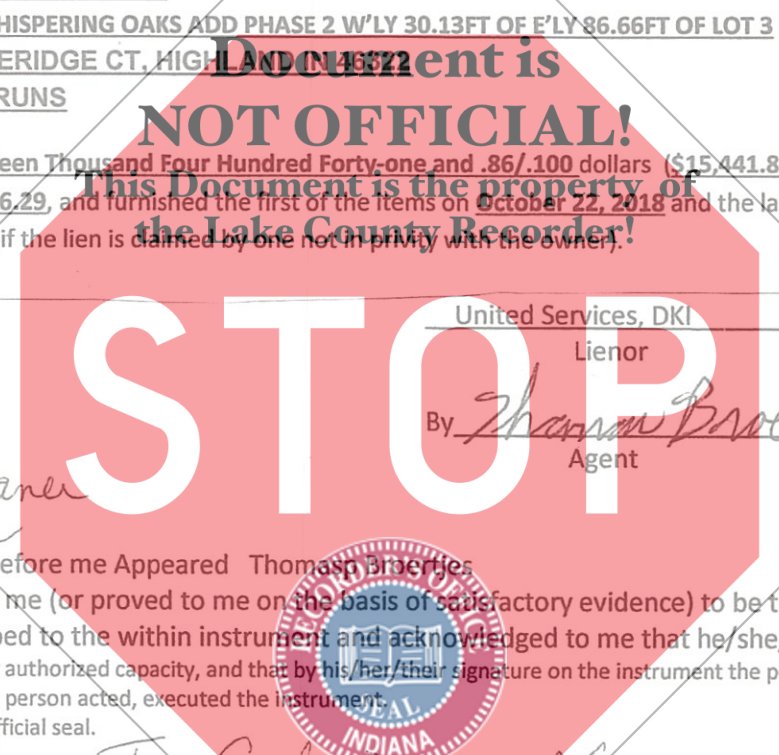 HISPERING OAKS ADD PHASE 2 W'LY 30.13FT OF E'LY 86.66FT OF LOT 3
ERIDGE CT, HIGHLAND IN 46322
Document is
RUNS
NOT OFFICIAL!
een Thousand Four Hundred Forty-one and .86/.100 dollars ($15,441.8
This Document is the property of
6.29, and furnished the first of the items on October 22, 2018 and the la
the Lake County Recorder!
if the lien is claimed by one not in privity with the owner).
STOP
United Services, DKI
Lienor
By
Agent
efore me Appeared Thomasp Broertjes
me (or proved to me on the basis of satisfactory evidence) to be t
bed to the within instrument and acknowledged to me that he/she/
authorized capacity, and that by his/her/their signature on the instrument the p
person acted, executed the instrument.
fficial seal.
RECORDER'S OFFICE
SEAL
INDIANA